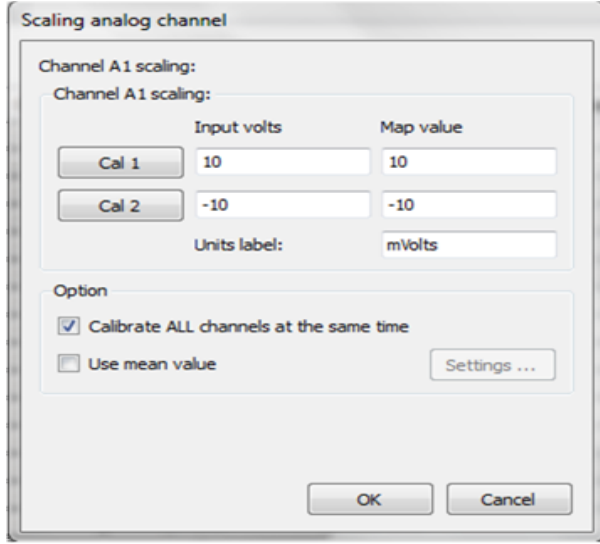 Scaling analog channel
Channel A1 scaling:
Channel A1 scaling:
Input volts Map value
Cal 1 10 10
Cal 2 -10 -10
Units label: mVolts
Option
Calibrate ALL channels at the same time
Use mean value Settings ...
OK Cancel